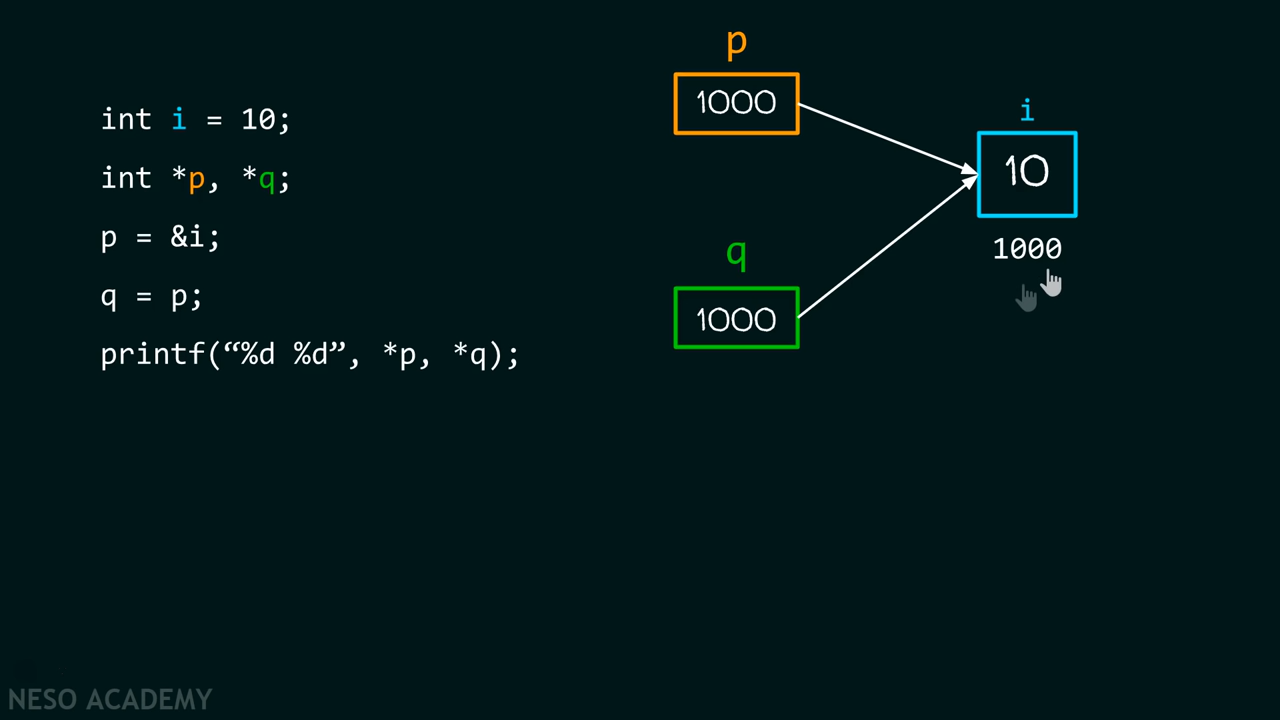 int i = 10;
int *p, *q;
p = &i;
q = p;
printf(“%d %d”, *p, *q);
p
1000
q
1000
i
10
1000
NESO ACADEMY